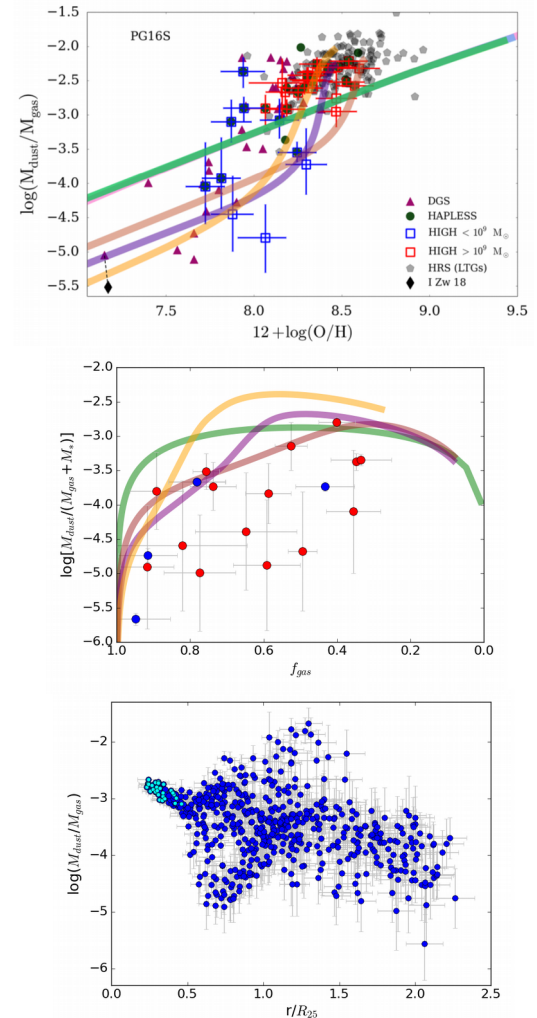 PG16S
log(M_dust/M_gas)
−1.5
−2.0
−2.5
−3.0
−3.5
−4.0
−4.5
−5.0
−5.5
DGS
HAPLESS
HIGH < 10⁹ M☉
HIGH > 10⁹ M☉
HRS (LTGs)
I Zw 18
7.5 8.0 8.5 9.0 9.5
12+log(O/H)
log[M_dust/(M_gas + M_s)]
−2.0
−2.5
−3.0
−3.5
−4.0
−4.5
−5.0
−5.5
−6.0
1.0 0.8 0.6 0.4 0.2 0.0
f_gas
log(M_dust/M_gas)
−2
−3
−4
−5
−6
0.0 0.5 1.0 1.5 2.0 2.5
r/R₂₅